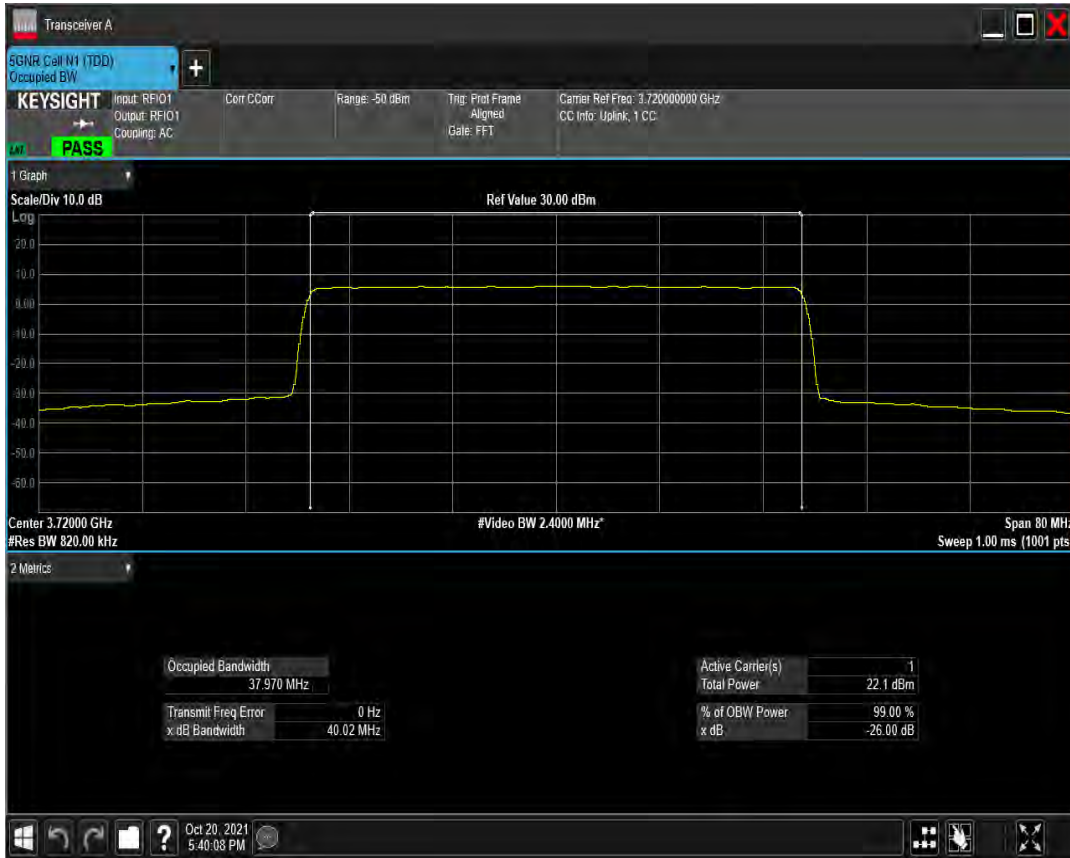 Transceiver A
5GNR Cell N1 (TDD)
Occupied BW
+
KEYSIGHT
Input: RFIO1
Output: RFIO1
Coupling: AC
Corr CCorr
Range: -50 dBm
Trig: Prot Frame
Aligned
Gate: FFT
Carrier Ref Freq: 3.720000000 GHz
CC Info: Uplink, 1 CC
PASS
1 Graph
Scale/Div 10.0 dB
Ref Value 30.00 dBm
Log
20.0
10.0
0.00
-10.0
-20.0
-30.0
-40.0
-50.0
-60.0
Center 3.72000 GHz
#Video BW 2.4000 MHz*
Span 80 MHz
#Res BW 820.00 kHz
Sweep 1.00 ms (1001 pts
2 Metrics
Occupied Bandwidth
37.970 MHz
Transmit Freq Error 0 Hz
x dB Bandwidth 40.02 MHz
Active Carrier(s) 1
Total Power 22.1 dBm
% of OBW Power 99.00 %
x dB -26.00 dB
?
Oct 20, 2021
5:40:08 PM